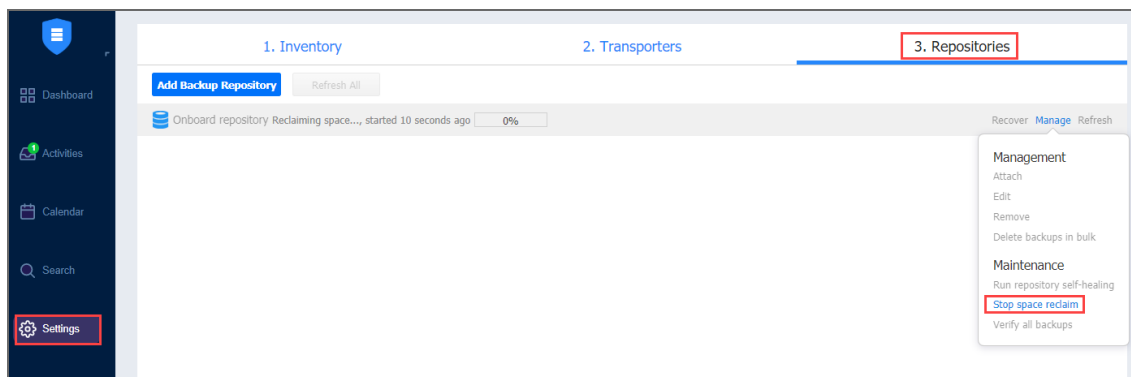 1. Inventory
2. Transporters
3. Repositories
Add Backup Repository
Refresh All
Dashboard
Onboard repository Reclaiming space..., started 10 seconds ago 0%
Recover Manage Refresh
1
Activities
Management
Attach
Edit
Remove
Delete backups in bulk
Calendar
Maintenance
Run repository self-healing
Stop space reclaim
Verify all backups
Search
Settings